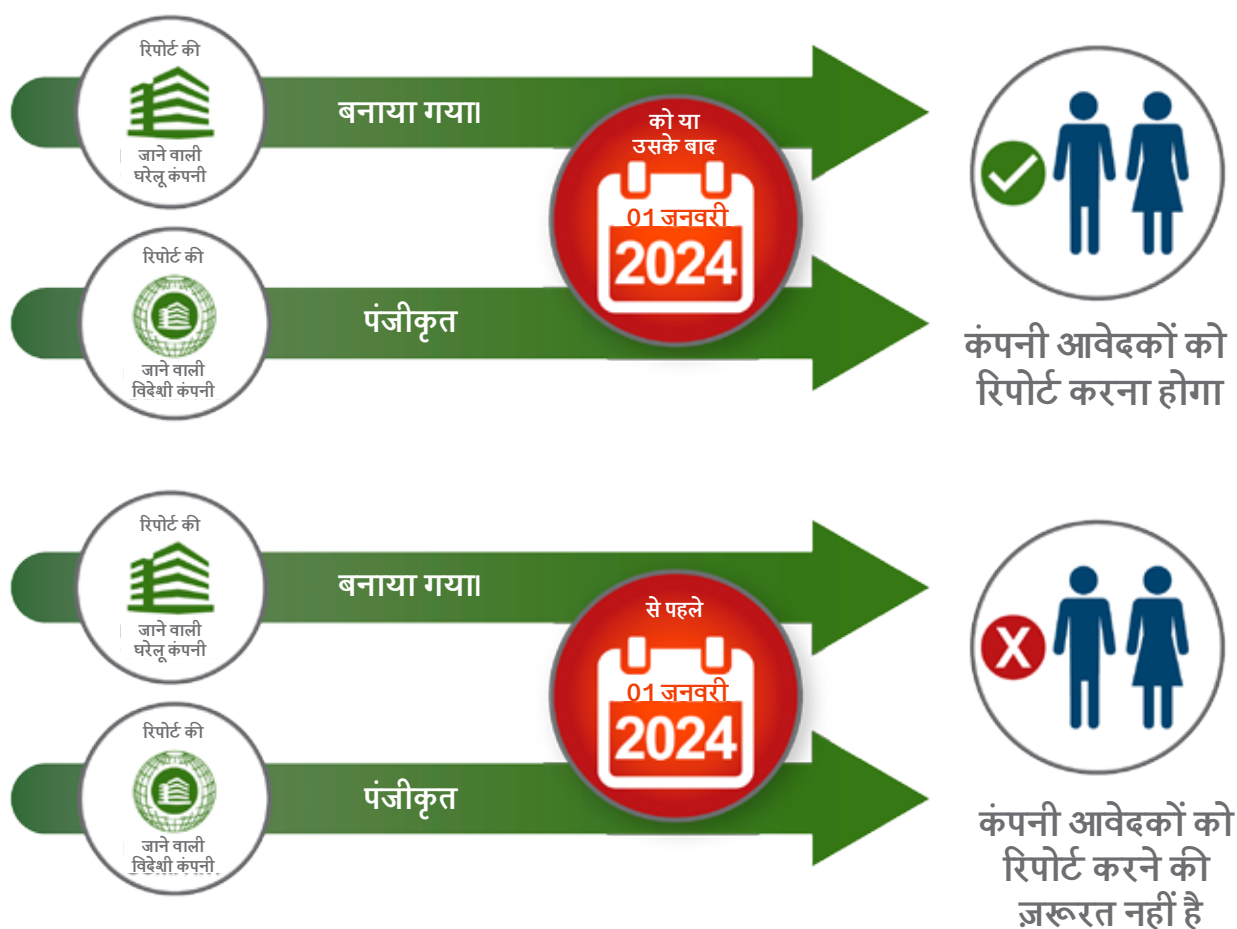 रिपोर्ट की
जाने वाली
घरेलू कंपनी
बनाया गया।
को या
उसके बाद
01 जनवरी
2024
रिपोर्ट की
जाने वाली
विदेशी कंपनी
पंजीकृत
कंपनी आवेदकों को
रिपोर्ट करना होगा
रिपोर्ट की
जाने वाली
घरेलू कंपनी
बनाया गया।
से पहले
01 जनवरी
2024
रिपोर्ट की
जाने वाली
विदेशी कंपनी
पंजीकृत
X
कंपनी आवेदकों को
रिपोर्ट करने की
ज़रूरत नहीं है